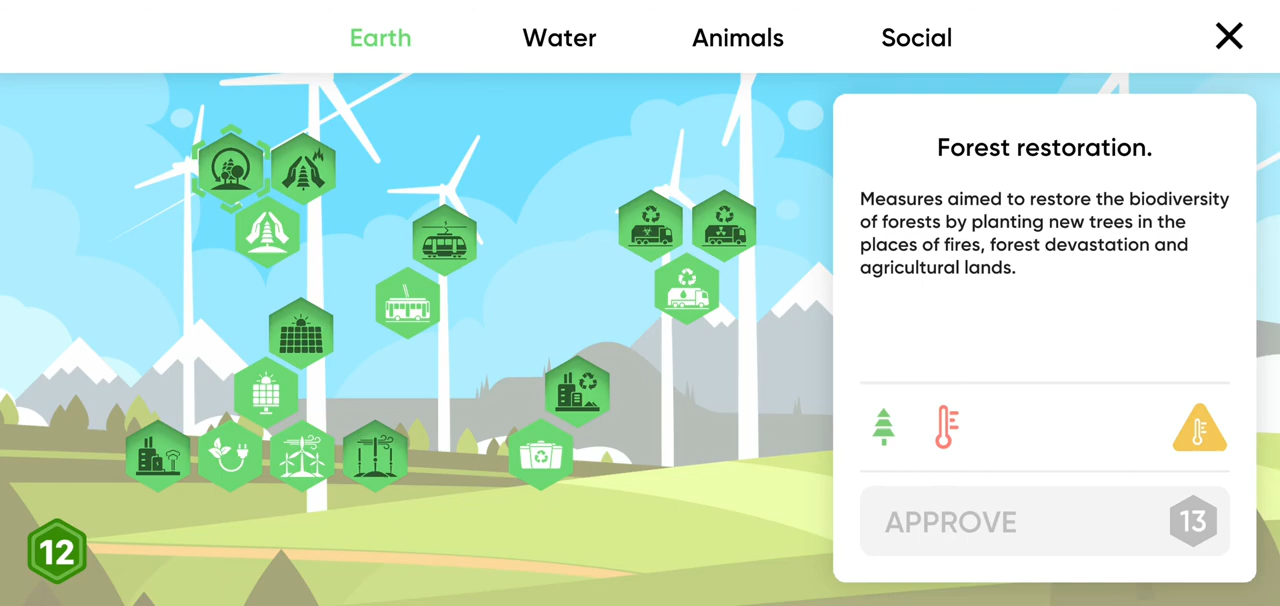 Earth Water Animals Social
Forest restoration.
Measures aimed to restore the biodiversity
of forests by planting new trees in the
places of fires, forest devastation and
agricultural lands.
APPROVE 13
12